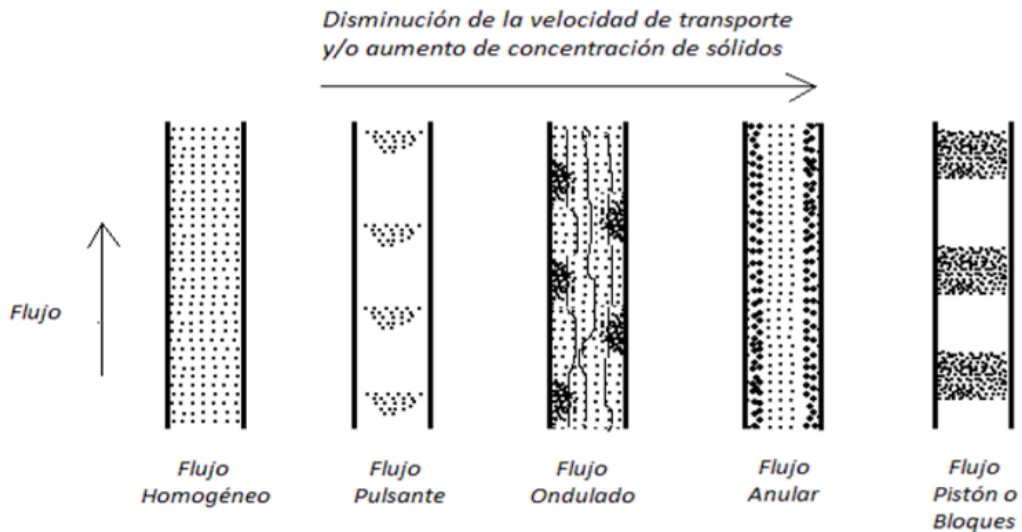 Disminución de la velocidad de transporte
y/o aumento de concentración de sólidos
Flujo
Flujo
Homogéneo
Flujo
Pulsante
Flujo
Ondulado
Flujo
Anular
Flujo
Pistón o
Bloques